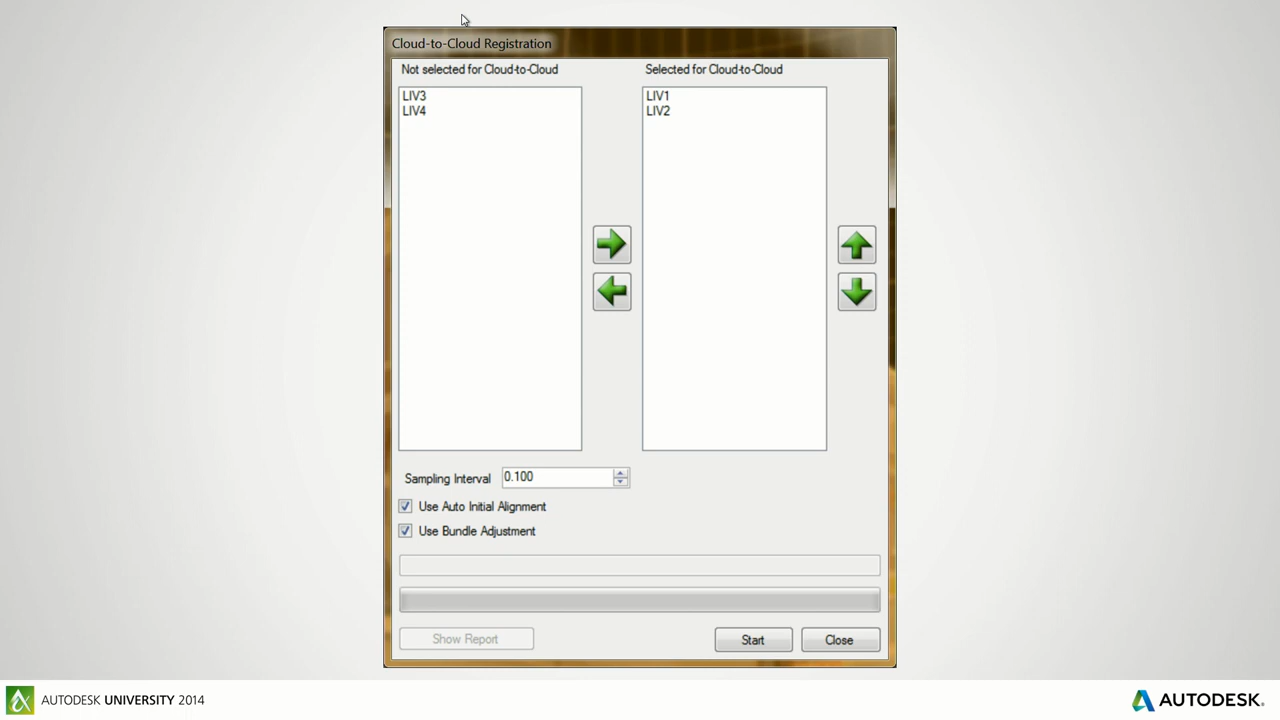 Cloud-to-Cloud Registration
Not selected for Cloud-to-Cloud
Selected for Cloud-to-Cloud
LIV3
LIV4
LIV1
LIV2
Sampling Interval 0.100
Use Auto Initial Alignment
Use Bundle Adjustment
Show Report
Start
Close
AUTODESK UNIVERSITY 2014
AUTODESK.